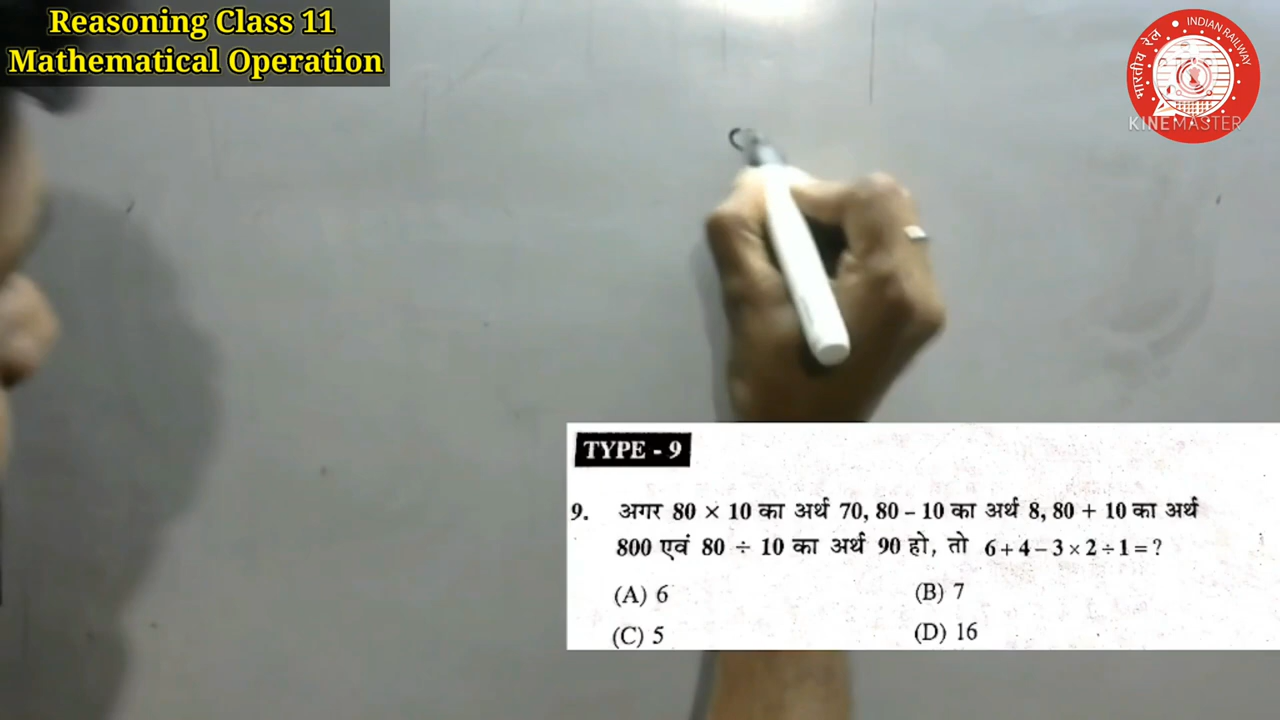 Reasoning Class 11
Mathematical Operation
भारतीय रेल
INDIAN RAILWAY
KINEMASTER
TYPE - 9
9. अगर 80 × 10 का अर्थ 70, 80 – 10 का अर्थ 8, 80 + 10 का अर्थ
800 एवं 80 ÷ 10 का अर्थ 90 हो, तो 6 + 4 – 3 × 2 ÷ 1 = ?
(A) 6 (B) 7
(C) 5 (D) 16